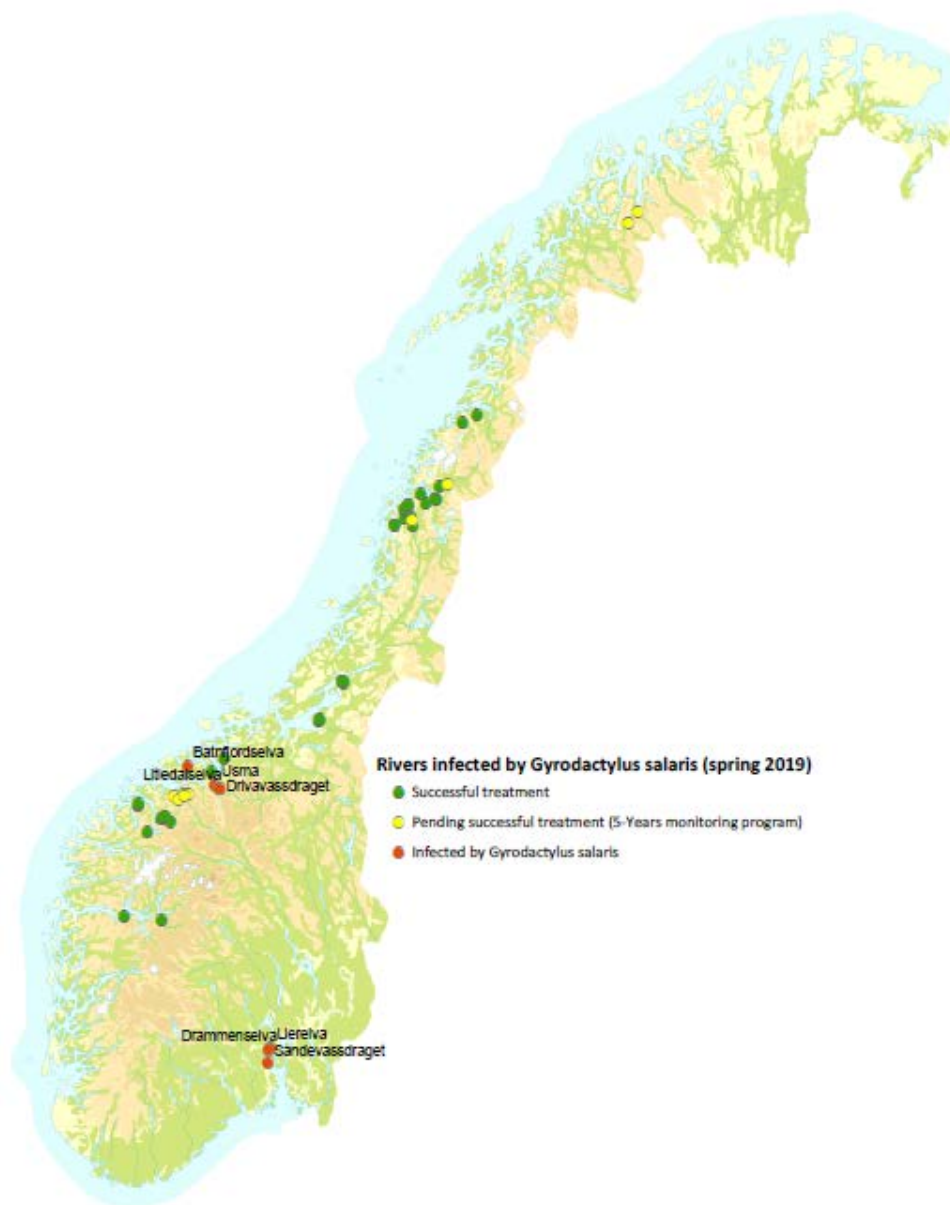 Batnfjordselva
Litledalselva
Usma
Drivavassdraget
Rivers infected by Gyrodactylus salaris (spring 2019)
Successful treatment
Pending successful treatment (5-Years monitoring program)
Infected by Gyrodactylus salaris
Drammenselva
Lierelva
Sandevassdraget